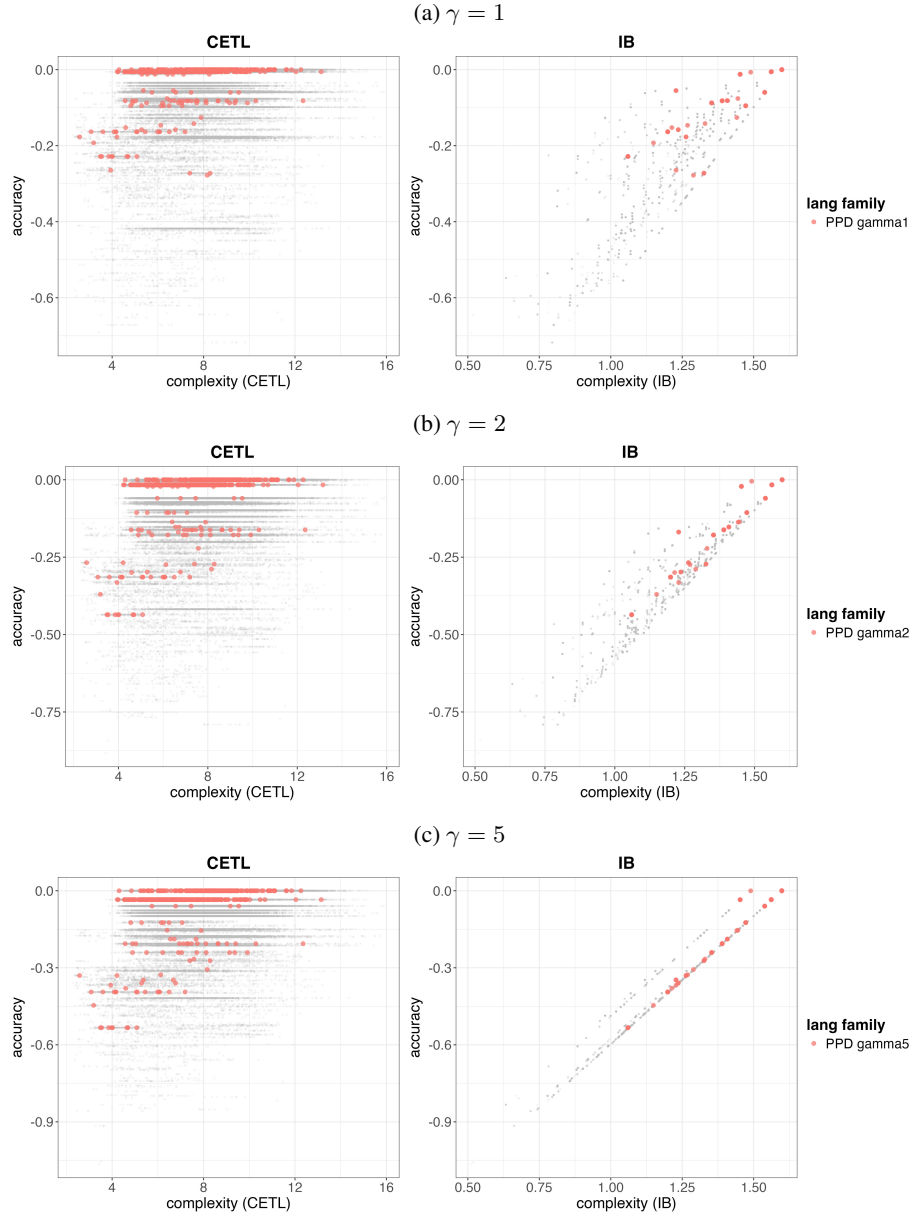 (a) γ = 1
CETL
IB
0.0
-0.2
-0.4
-0.6
accuracy
4 8 12 16
complexity (CETL)
0.0
-0.2
-0.4
-0.6
accuracy
0.50 0.75 1.00 1.25 1.50
complexity (IB)
lang family
PPD gamma1
(b) γ = 2
CETL
IB
0.00
-0.25
-0.50
-0.75
accuracy
4 8 12 16
complexity (CETL)
0.00
-0.25
-0.50
-0.75
accuracy
0.50 0.75 1.00 1.25 1.50
complexity (IB)
lang family
PPD gamma2
(c) γ = 5
CETL
IB
0.0
-0.3
-0.6
-0.9
accuracy
4 8 12 16
complexity (CETL)
0.0
-0.3
-0.6
-0.9
accuracy
0.50 0.75 1.00 1.25 1.50
complexity (IB)
lang family
PPD gamma5